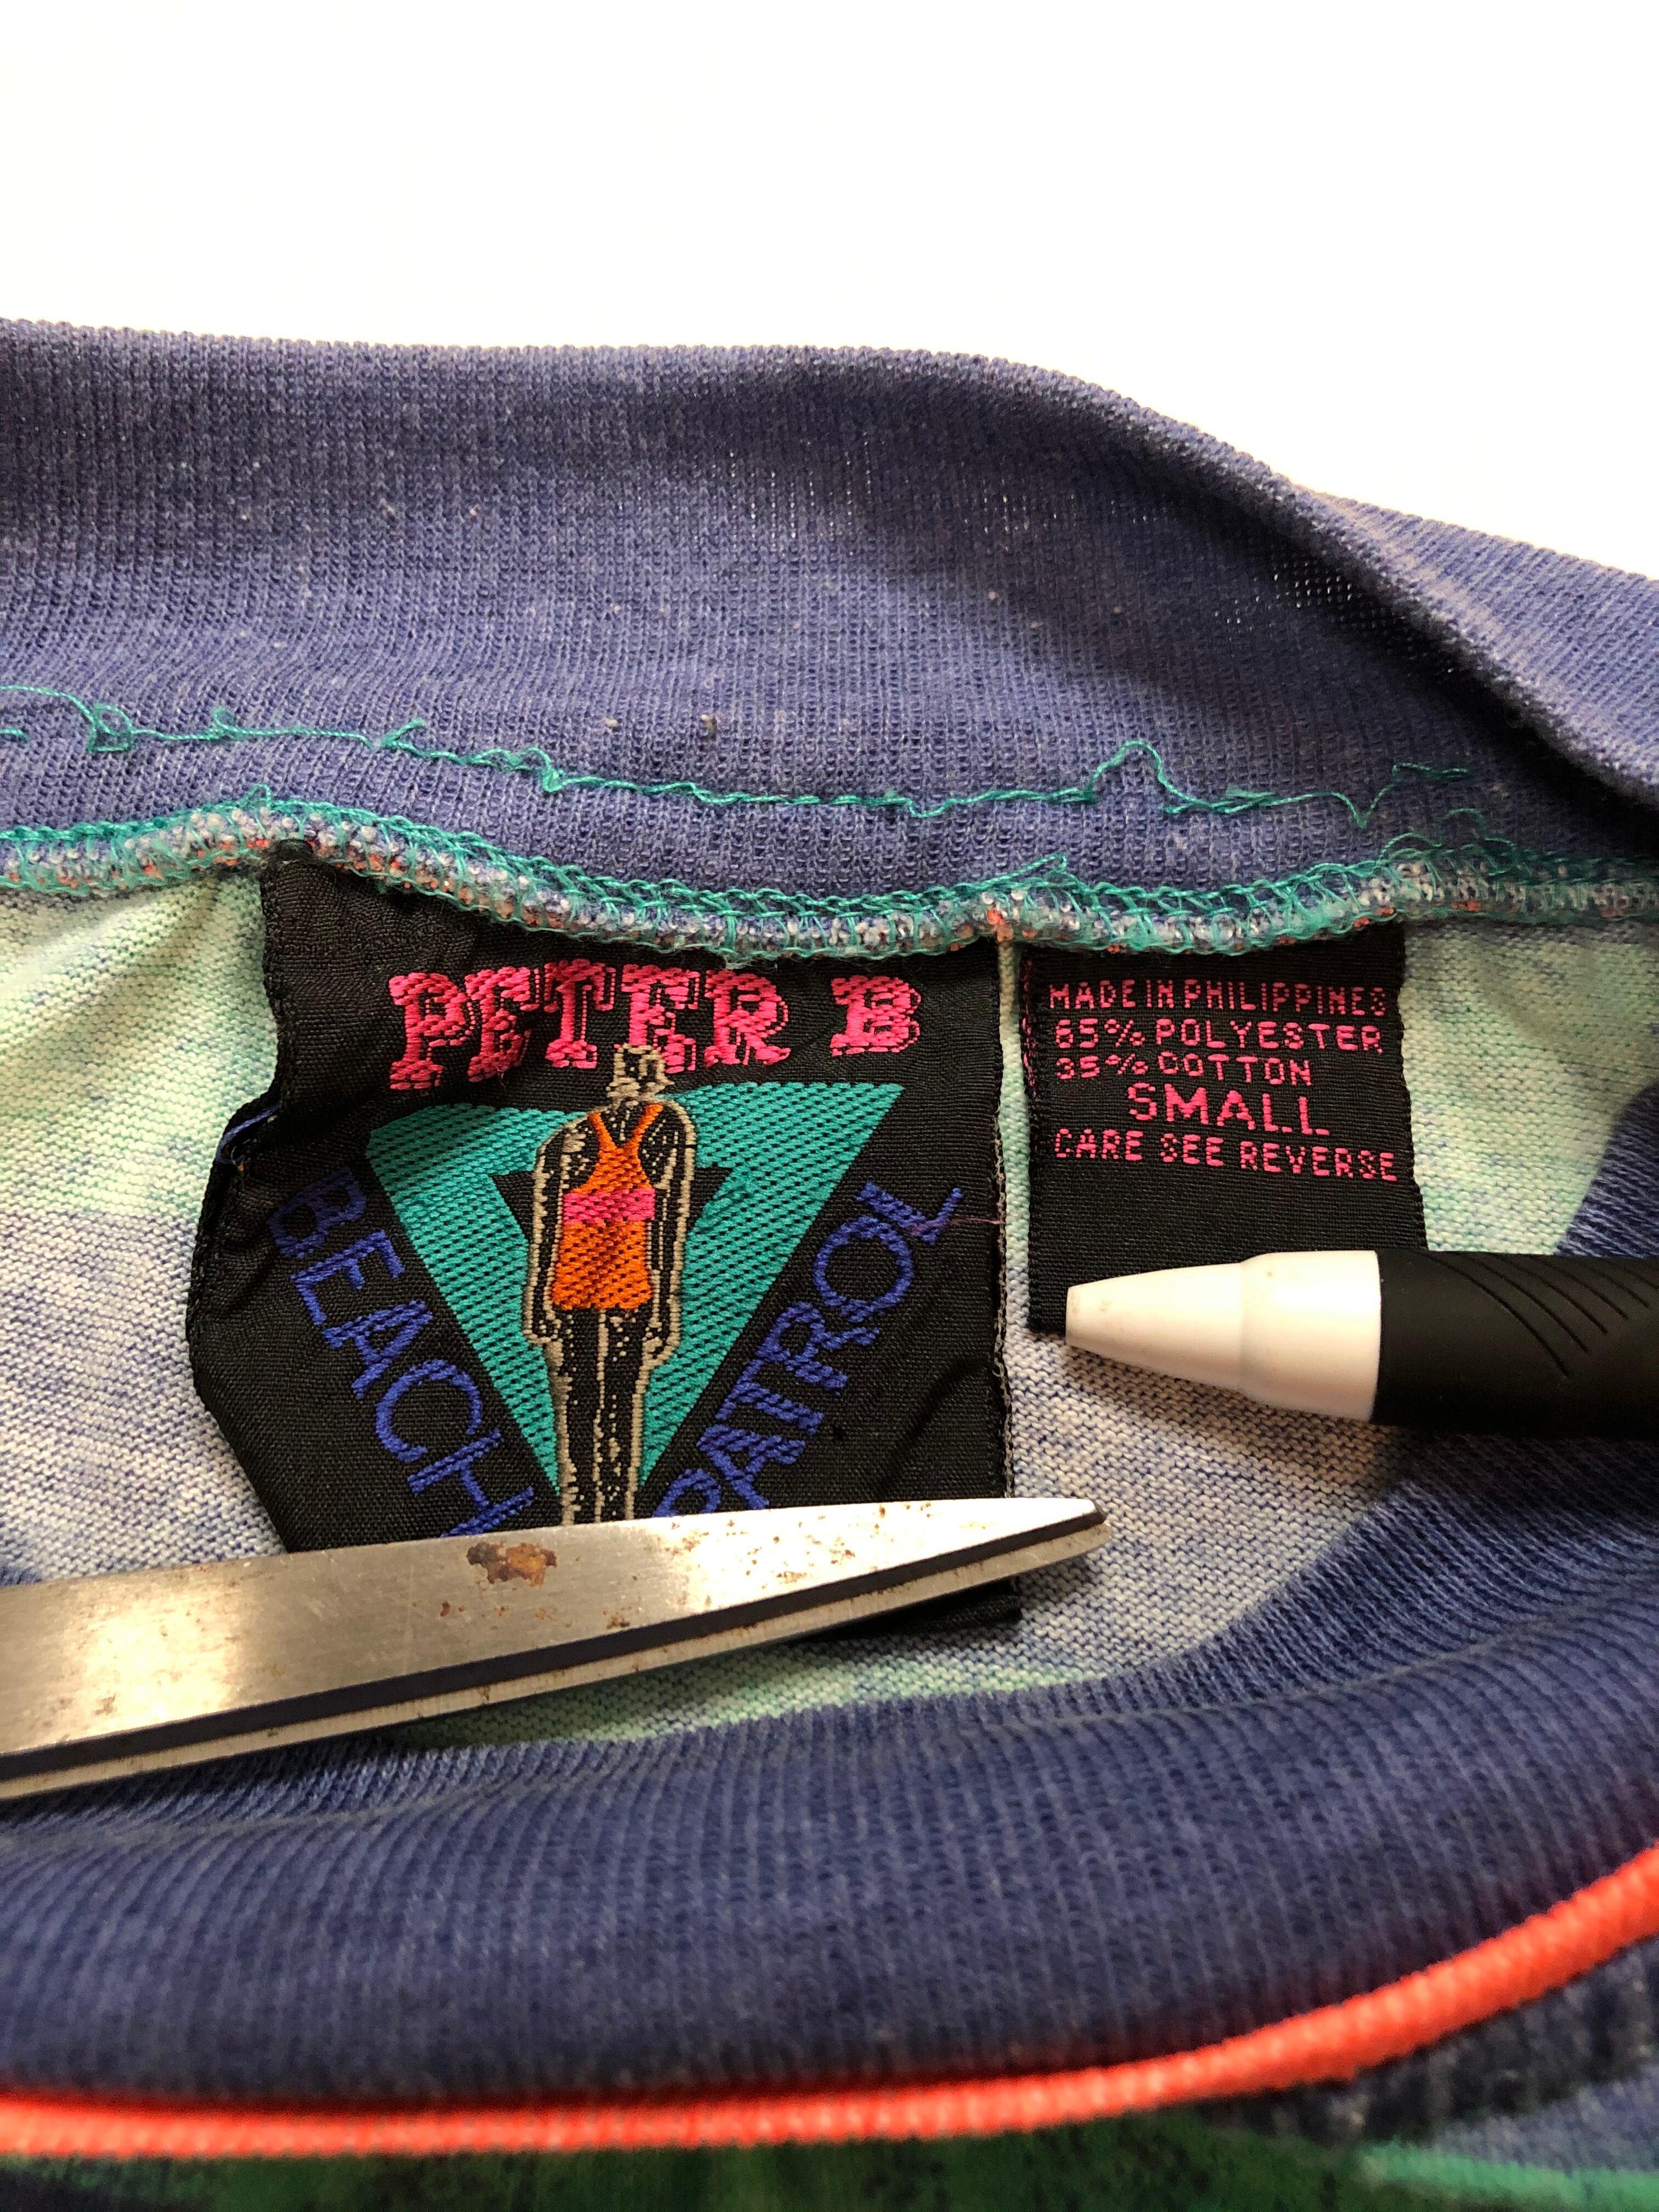 PETER B
BEACH
PATROL
MADE IN PHILIPPINES
65% POLYESTER
35% COTTON
SMALL
CARE SEE REVERSE